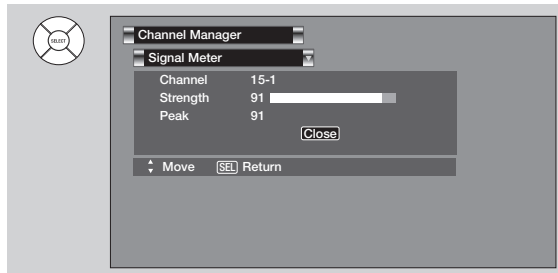 SELECT
Channel Manager
Signal Meter
Channel 15-1
Strength 91
Peak 91
Close
Move SEL Return